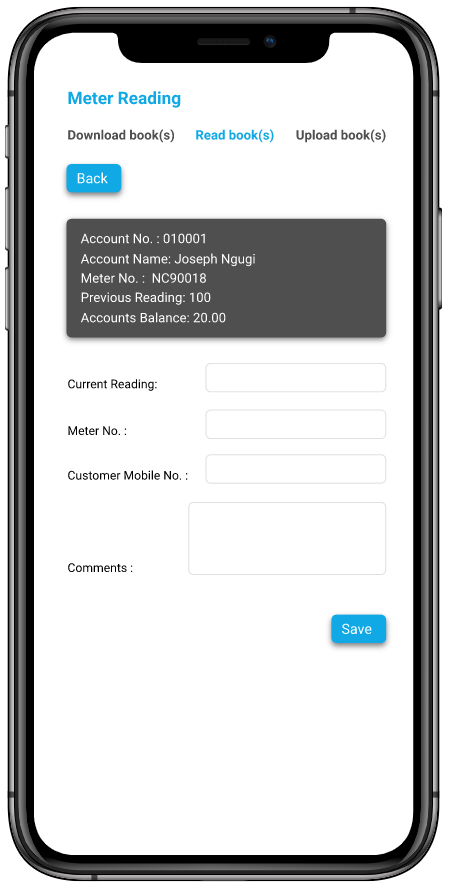 Meter Reading
Download book(s) Read book(s) Upload book(s)
Back
Account No. : 010001
Account Name: Joseph Ngugi
Meter No. : NC90018
Previous Reading: 100
Accounts Balance: 20.00
Current Reading:
Meter No. :
Customer Mobile No. :
Comments :
Save